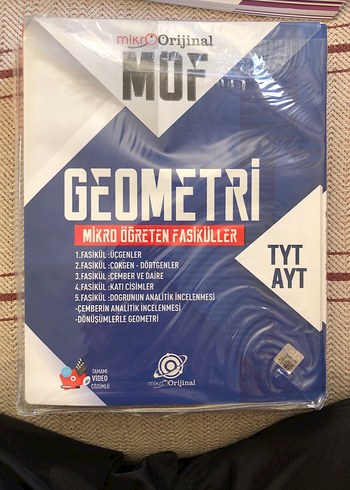 mikro Orijinal
MOF
GEOMETRİ
MİKRO ÖĞRETEN FASİKÜLLER
1.FASİKÜL :ÜÇGENLER
2.FASİKÜL :ÇOKGEN - DÖRTGENLER
3.FASİKÜL :ÇEMBER VE DAİRE
4.FASİKÜL :KATI CİSİMLER
5.FASİKÜL :DOĞRUNUN ANALİTİK İNCELENMESİ
-ÇEMBERİN ANALİTİK İNCELENMESİ
-DÖNÜŞÜMLERLE GEOMETRİ
TYT
AYT
TAMAMI
VİDEO
ÇÖZÜMLÜ
mikro Orijinal